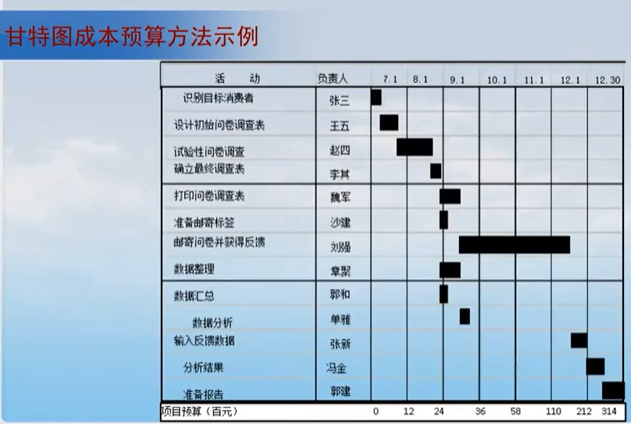 甘特图成本预算方法示例
活 动 负责人 7.1 8.1 9.1 10.1 11.1 12.1 12.30
识别目标消费者 张三
设计初始问卷调查表 王五
试验性问卷调查 赵四
确立最终调查表 李其
打印问卷调查表 魏军
准备邮寄标签 沙建
邮寄问卷并获得反馈 刘强
数据整理 章聚
数据汇总 郭和
数据分析 单雅
输入反馈数据 张新
分析结果 冯金
准备报告 郭建
项目预算（百元） 0 12 24 36 58 110 212 314